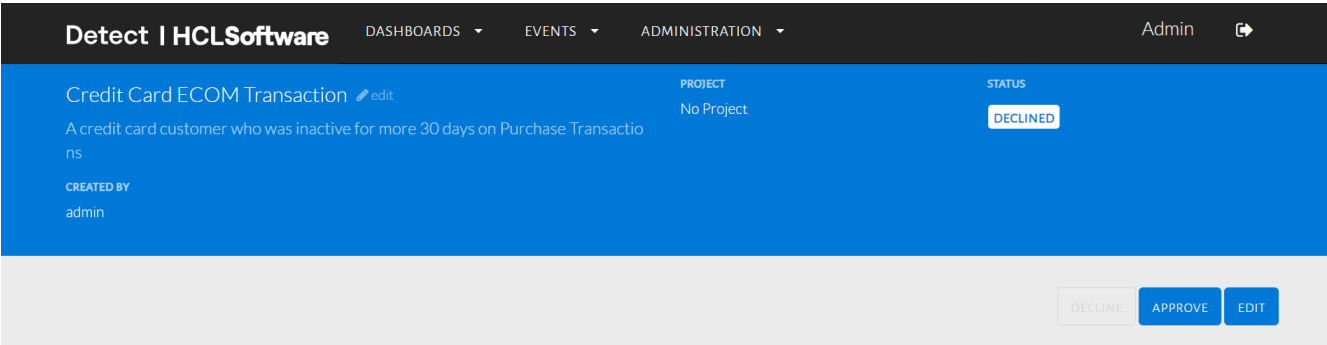 Detect | HCLSoftware DASHBOARDS EVENTS ADMINISTRATION Admin
Credit Card ECOM Transaction edit
A credit card customer who was inactive for more 30 days on Purchase Transactio
ns
CREATED BY
admin
PROJECT
No Project
STATUS
DECLINED
DECLINE APPROVE EDIT